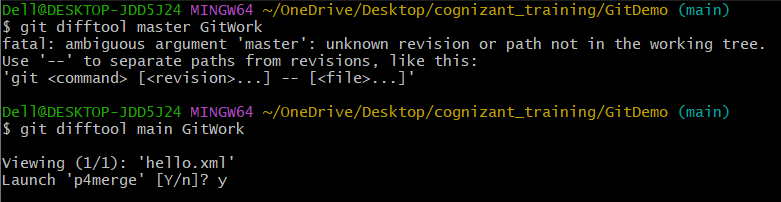 Dell@DESKTOP-JDD5J24 MINGW64 ~/OneDrive/Desktop/cognizant_training/GitDemo (main)
$ git difftool master GitWork
fatal: ambiguous argument 'master': unknown revision or path not in the working tree.
Use '--' to separate paths from revisions, like this:
'git <command> [<revision>...] -- [<file>...]'
Dell@DESKTOP-JDD5J24 MINGW64 ~/OneDrive/Desktop/cognizant_training/GitDemo (main)
$ git difftool main GitWork
Viewing (1/1): 'hello.xml'
Launch 'p4merge' [Y/n]? y